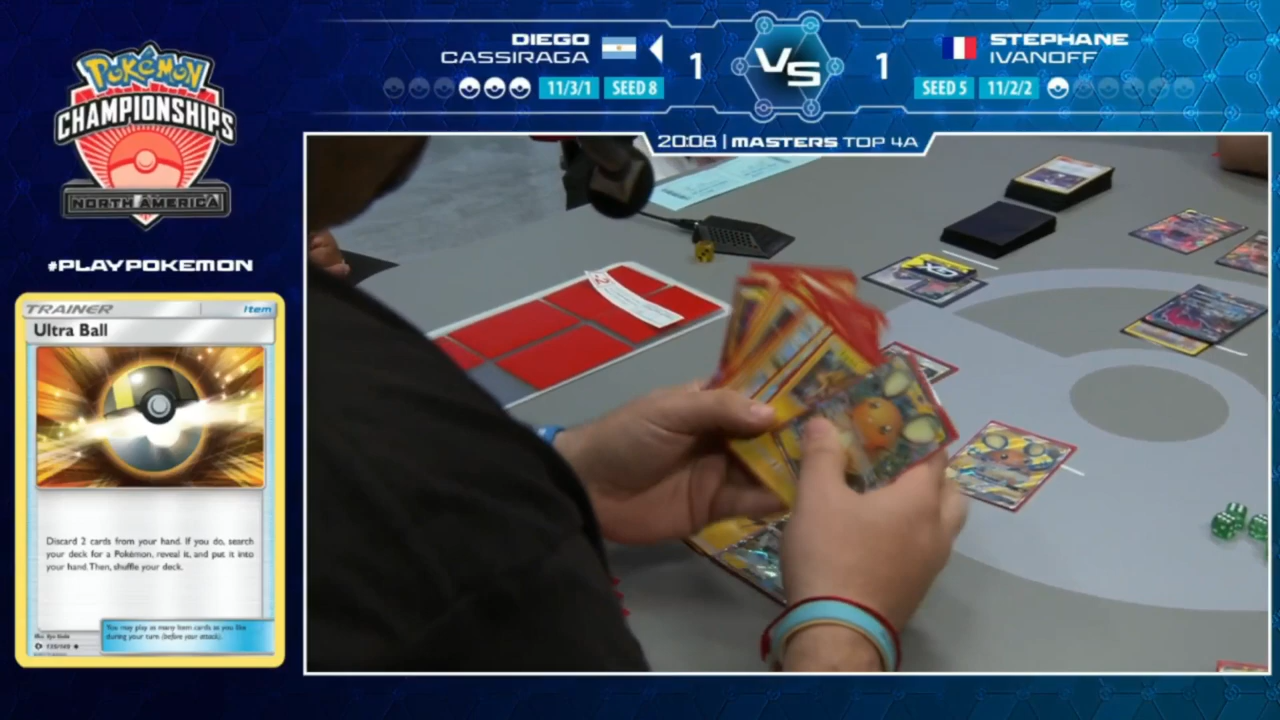 POKÉMON
CHAMPIONSHIPS
NORTH AMERICA
#PLAYPOKEMON
DIEGO
CASSIRAGA
11/3/1
SEED 8
1
VS
1
STEPHANE
IVANOFF
SEED 5
11/2/2
20:08 | MASTERS TOP 4A
TRAINER
Item
Ultra Ball
Discard 2 cards from your hand. If you do, search
your deck for a Pokémon, reveal it, and put it into
your hand. Then, shuffle your deck.
You may play as many Item cards as you like
during your turn (before your attack).
135/149
GX